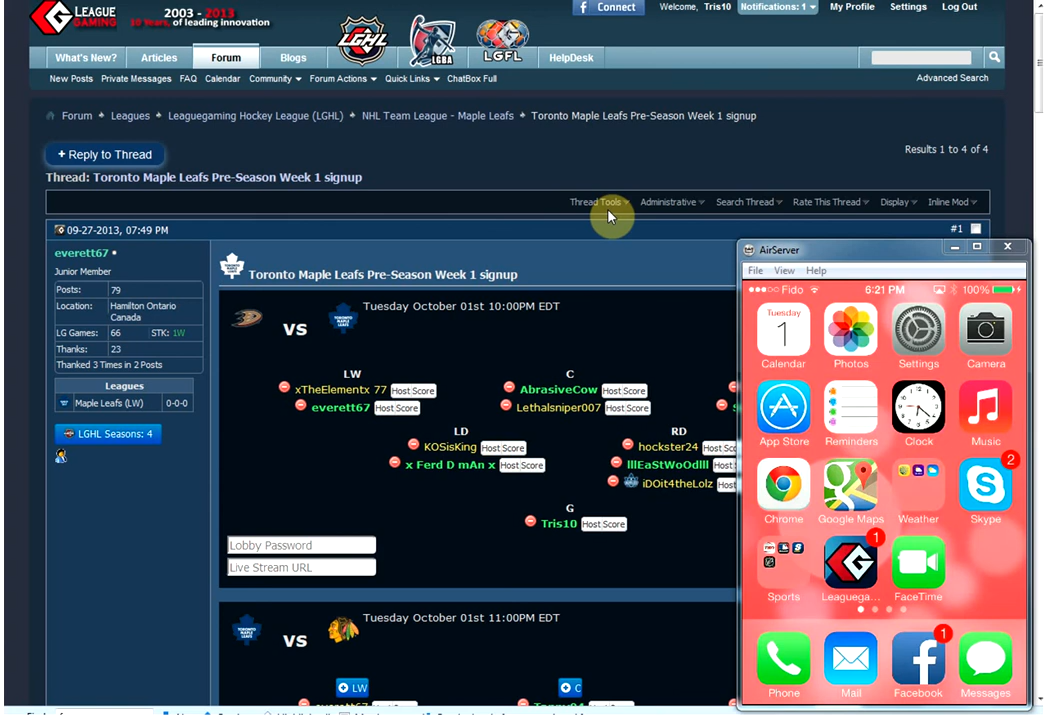 LEAGUE
GAMING
2003 - 2013
10 Years of leading innovation
LGHL
LGBA
LGFL
f Connect
Welcome, Tris10 Notifications: 1 My Profile Settings Log Out
What's New? Articles Forum Blogs HelpDesk
New Posts Private Messages FAQ Calendar Community Forum Actions Quick Links ChatBox Full
Advanced Search
Forum Leagues Leaguegaming Hockey League (LGHL) NHL Team League - Maple Leafs Toronto Maple Leafs Pre-Season Week 1 signup
+ Reply to Thread
Results 1 to 4 of 4
Thread: Toronto Maple Leafs Pre-Season Week 1 signup
Thread Tools Administrative Search Thread Rate This Thread Display Inline Mod
09-27-2013, 07:49 PM
#1
everett67
Junior Member
Posts: 79
Location: Hamilton Ontario
Canada
LG Games: 66 STK: 1W
Thanks: 23
Thanked 3 Times in 2 Posts
Leagues
Maple Leafs (LW) 0-0-0
LGHL Seasons: 4
Toronto Maple Leafs Pre-Season Week 1 signup
Tuesday October 01st 10:00PM EDT
VS
LW
xTheElementx 77 Host Score
everett67 Host Score
C
AbrasiveCow Host Score
Lethalsniper007 Host Score
LD
KOSisKing Host Score
x Ferd D mAn x Host Score
RD
hockster24 Host Sco
lllEaStWoOdlll Host
iDOit4theLolz Host
G
Tris10 Host Score
Lobby Password
Live Stream URL
Tuesday October 01st 11:00PM EDT
VS
LW
C
AirServer
File View Help
Fido 6:21 PM 100%
Tuesday
1
Calendar Photos Settings Camera
App Store Reminders Clock Music
2
Chrome Google Maps Weather Skype
1
Sports Leaguega... FaceTime
1
Phone Mail Facebook Messages